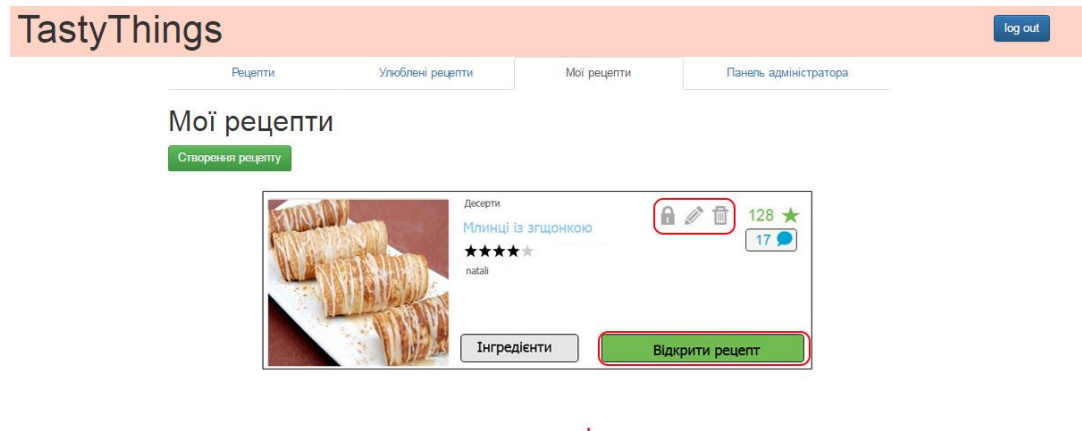 TastyThings
log out
Рецепти Улюблені рецепти Мої рецепти Панель адміністратора
Мої рецепти
Створення рецепту
Десерти
Млинці із згщонкою
natali
128
17
Інгредієнти
Відкрити рецепт